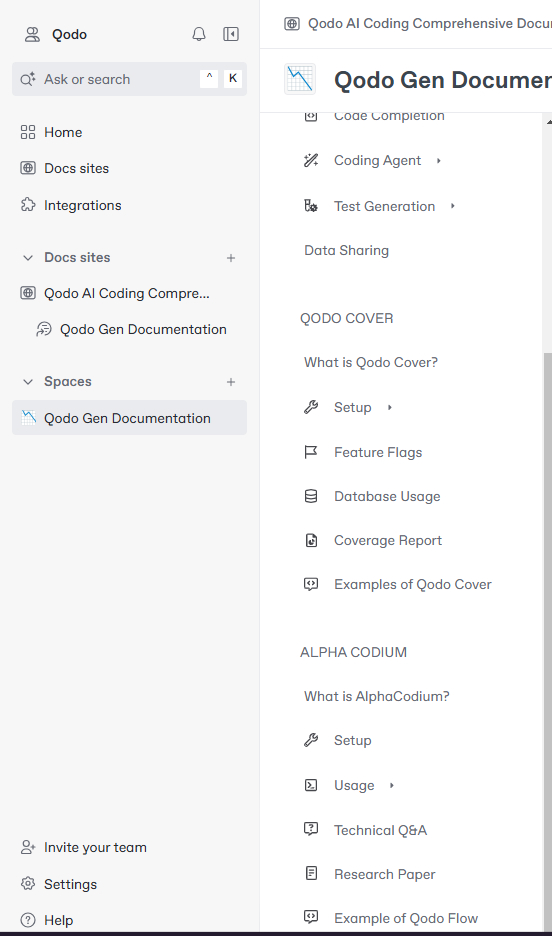 Qodo
Ask or search
^
K
Home
Docs sites
Integrations
Docs sites
Qodo AI Coding Compre...
Qodo Gen Documentation
Spaces
Qodo Gen Documentation
Invite your team
Settings
Help
Qodo AI Coding Comprehensive Docu
Qodo Gen Documen
Code Completion
Coding Agent
Test Generation
Data Sharing
QODO COVER
What is Qodo Cover?
Setup
Feature Flags
Database Usage
Coverage Report
Examples of Qodo Cover
ALPHA CODIUM
What is AlphaCodium?
Setup
Usage
Technical Q&A
Research Paper
Example of Qodo Flow